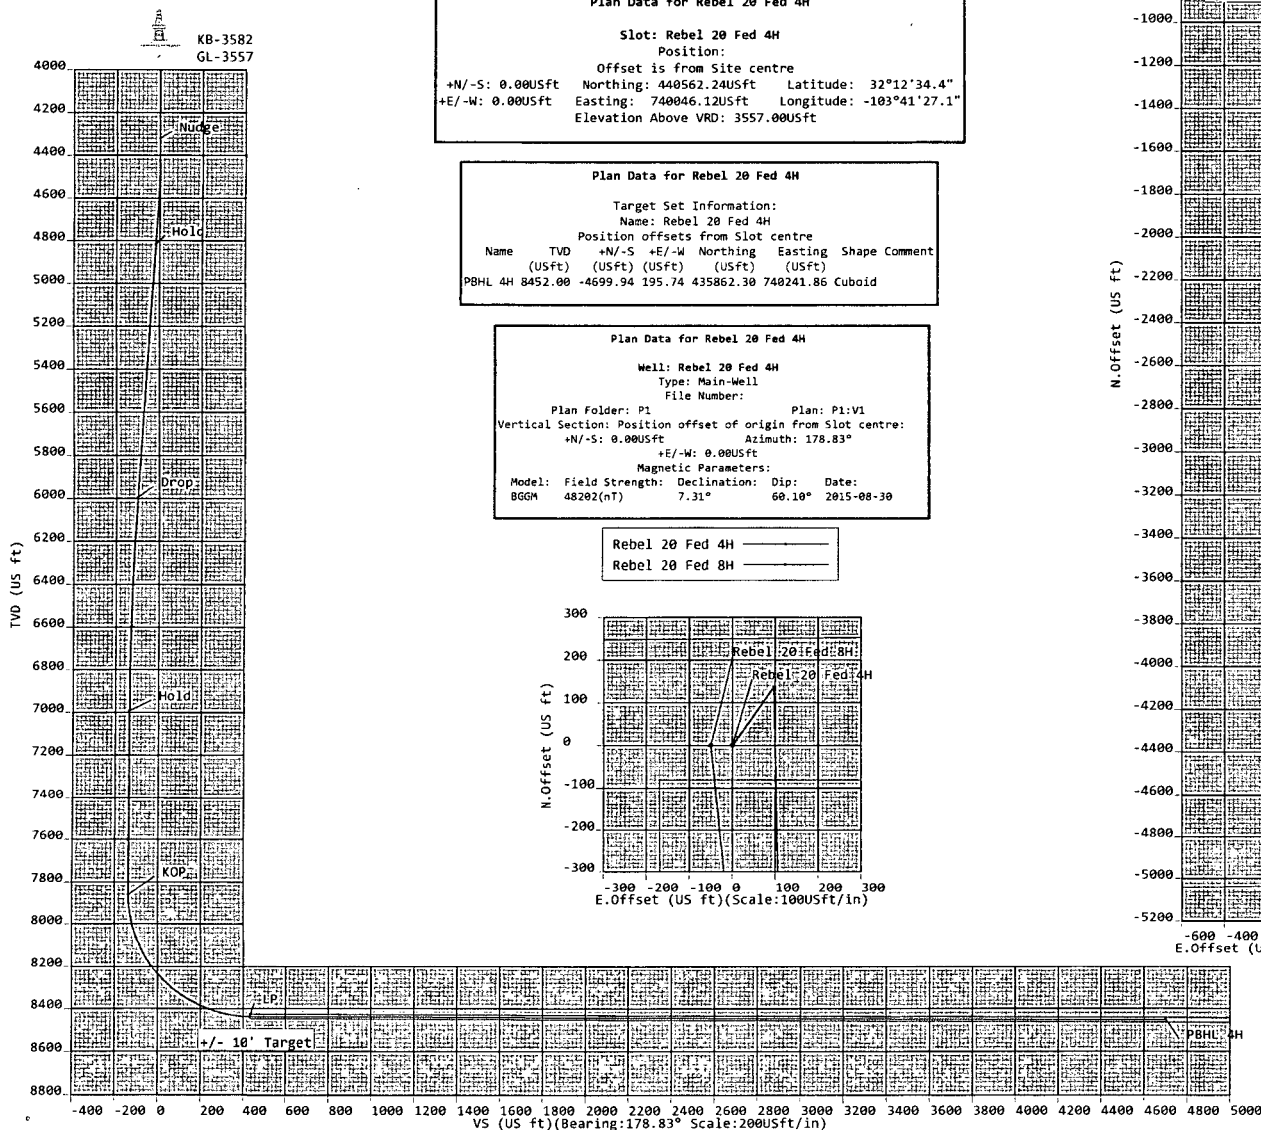 KB-3582
GL-3557
4000
4200
4400
4600
4800
5000
5200
5400
5600
5800
6000
6200
6400
6600
6800
7000
7200
7400
7600
7800
8000
8200
8400
8600
8800
TVD (US ft)
Nudge
Hold
Drop
Hold
KOP
LP
+/- 10' Target
PBHL 4H
-400 -200 0 200 400 600 800 1000 1200 1400 1600 1800 2000 2200 2400 2600 2800 3000 3200 3400 3600 3800 4000 4200 4400 4600 4800 5000
VS (US ft)(Bearing:178.83° Scale:200USft/in)
Plan Data for Rebel 20 Fed 4H
Slot: Rebel 20 Fed 4H
Position:
Offset is from Site centre
+N/-S: 0.00USft Northing: 440562.24USft Latitude: 32°12'34.4"
+E/-W: 0.00USft Easting: 740046.12USft Longitude: -103°41'27.1"
Elevation Above VRD: 3557.00USft
Plan Data for Rebel 20 Fed 4H
Target Set Information:
Name: Rebel 20 Fed 4H
Position offsets from Slot centre
Name TVD +N/-S +E/-W Northing Easting Shape Comment
(USft) (USft) (USft) (USft) (USft)
PBHL 4H 8452.00 -4699.94 195.74 435862.30 740241.86 Cuboid
Plan Data for Rebel 20 Fed 4H
Well: Rebel 20 Fed 4H
Type: Main-Well
File Number:
Plan Folder: P1 Plan: P1:V1
Vertical Section: Position offset of origin from Slot centre:
+N/-S: 0.00USft Azimuth: 178.83°
+E/-W: 0.00USft
Magnetic Parameters:
Model: Field Strength: Declination: Dip: Date:
BGGM 48202(nT) 7.31° 60.10° 2015-08-30
Rebel 20 Fed 4H
Rebel 20 Fed 8H
300
200
100
0
-100
-200
-300
N.Offset (US ft)
Rebel 20 Fed 8H
Rebel 20 Fed 4H
-300 -200 -100 0 100 200 300
E.Offset (US ft)(Scale:100USft/in)
-1000
-1200
-1400
-1600
-1800
-2000
-2200
-2400
-2600
-2800
-3000
-3200
-3400
-3600
-3800
-4000
-4200
-4400
-4600
-4800
-5000
-5200
N.Offset (US ft)
-600 -400
E.Offset (U